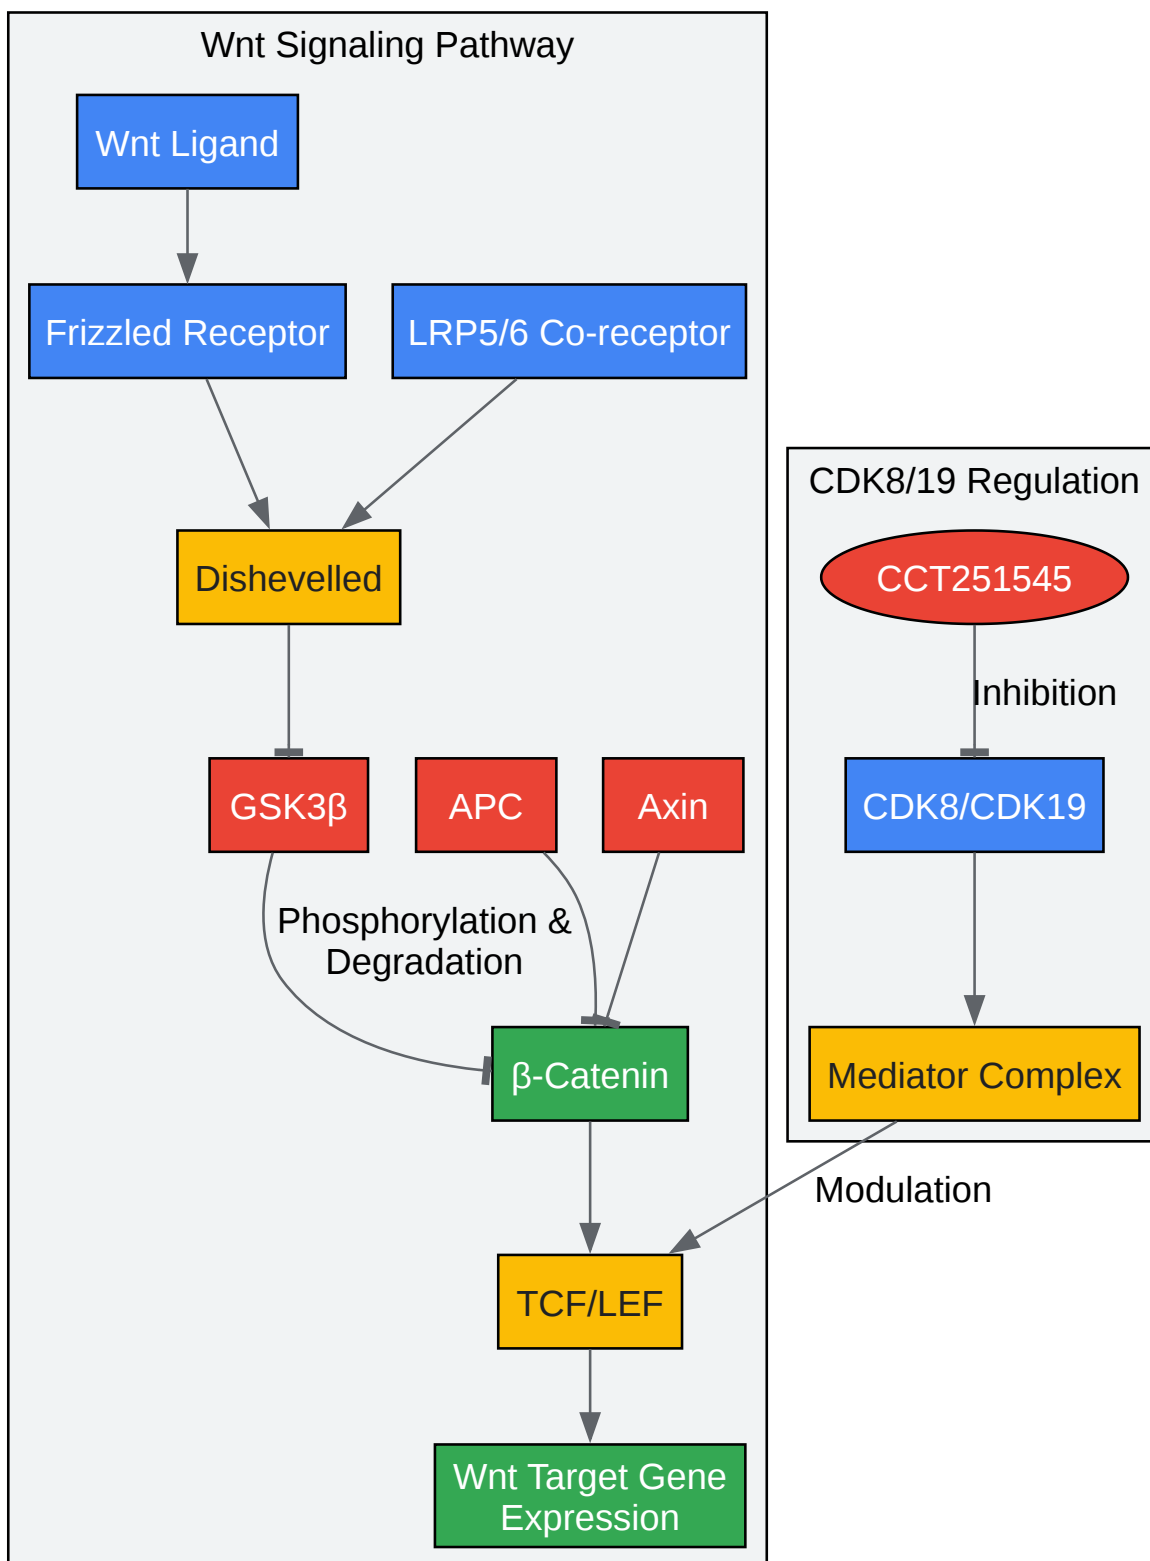 Wnt Signaling Pathway
Wnt Ligand
Frizzled Receptor
LRP5/6 Co-receptor
CDK8/19 Regulation
Dishevelled
CCT251545
Inhibition
GSK3β
APC
Axin
CDK8/CDK19
Phosphorylation &
Degradation
β-Catenin
Mediator Complex
Modulation
TCF/LEF
Wnt Target Gene
Expression